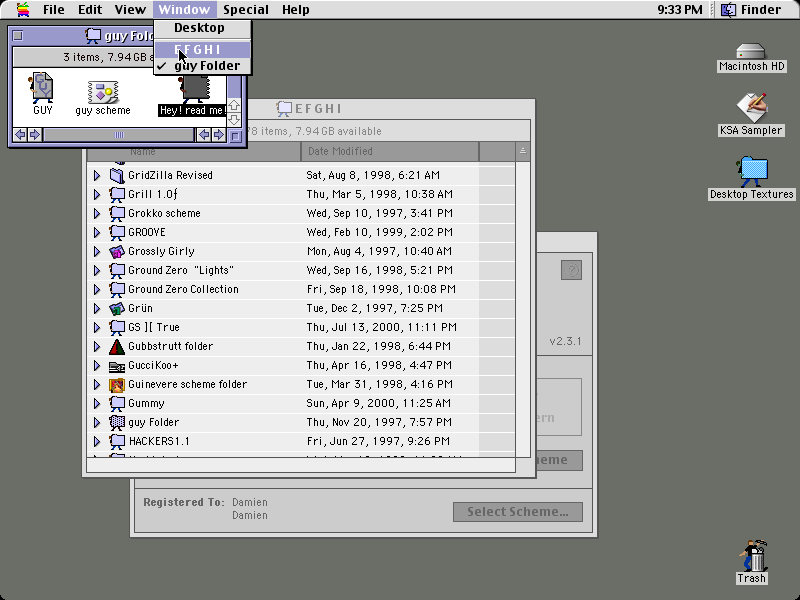 File Edit View Window Special Help 9:33 PM Finder
Desktop
EFGHI
guy Folder
guy Fol
3 items, 7.94 GB a
GUY
guy scheme
Hey! read me
Macintosh HD
KSA Sampler
Desktop Textures
EFGHI
78 items, 7.94GB available
Name Date Modified
GridZilla Revised Sat, Aug 8, 1998, 6:21 AM
Grill 1.0f Thu, Mar 5, 1998, 10:38 AM
Grokko scheme Wed, Sep 10, 1997, 3:41 PM
GROOVE Wed, Feb 10, 1999, 2:02 PM
Grossly Girly Mon, Aug 4, 1997, 10:40 AM
Ground Zero "Lights" Wed, Sep 16, 1998, 5:21 PM
Ground Zero Collection Fri, Sep 18, 1998, 10:08 PM
Grün Tue, Dec 2, 1997, 7:25 PM
GS ][ True Thu, Jul 13, 2000, 11:11 PM
Gubbstrutt folder Thu, Jan 22, 1998, 6:44 PM
GucciKoo+ Thu, Apr 16, 1998, 4:47 PM
Guinevere scheme folder Tue, Mar 31, 1998, 4:16 PM
Gummy Sun, Apr 9, 2000, 11:25 AM
guy Folder Thu, Nov 20, 1997, 7:57 PM
HACKERS1.1 Fri, Jun 27, 1997, 9:26 PM
?
v2.3.1
ern
heme
Registered To: Damien
Damien
Select Scheme...
Trash